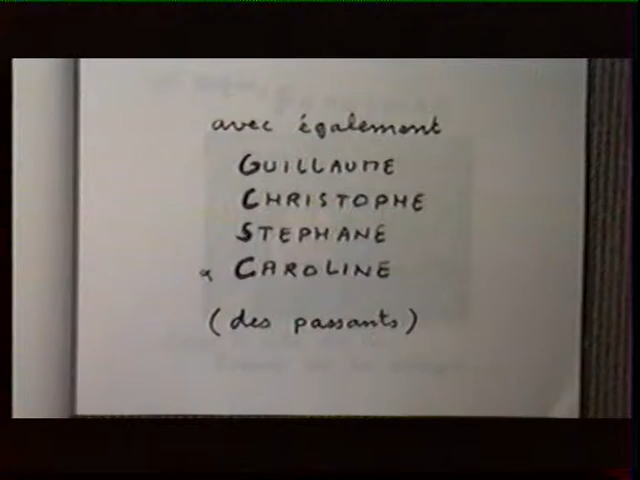 avec également
GUILLAUME
CHRISTOPHE
STEPHANE
& CAROLINE
(des passants)